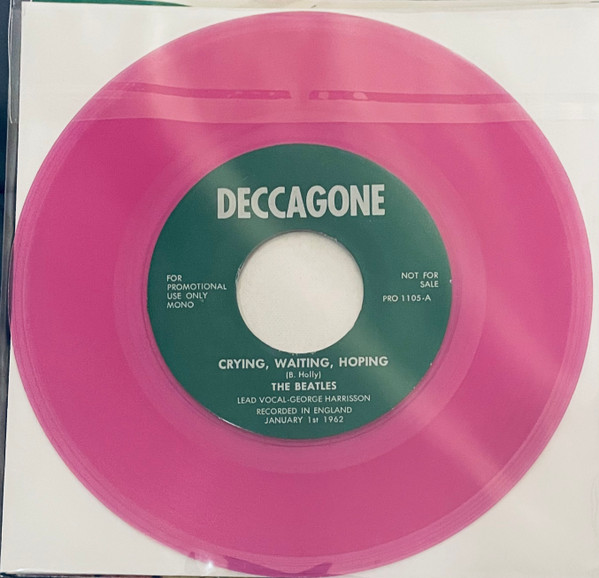 DECCAGONE
FOR
PROMOTIONAL
USE ONLY
MONO
NOT FOR
SALE
PRO 1105-A
CRYING, WAITING, HOPING
(B. Holly)
THE BEATLES
LEAD VOCAL-GEORGE HARRISSON
RECORDED IN ENGLAND
JANUARY 1st 1962